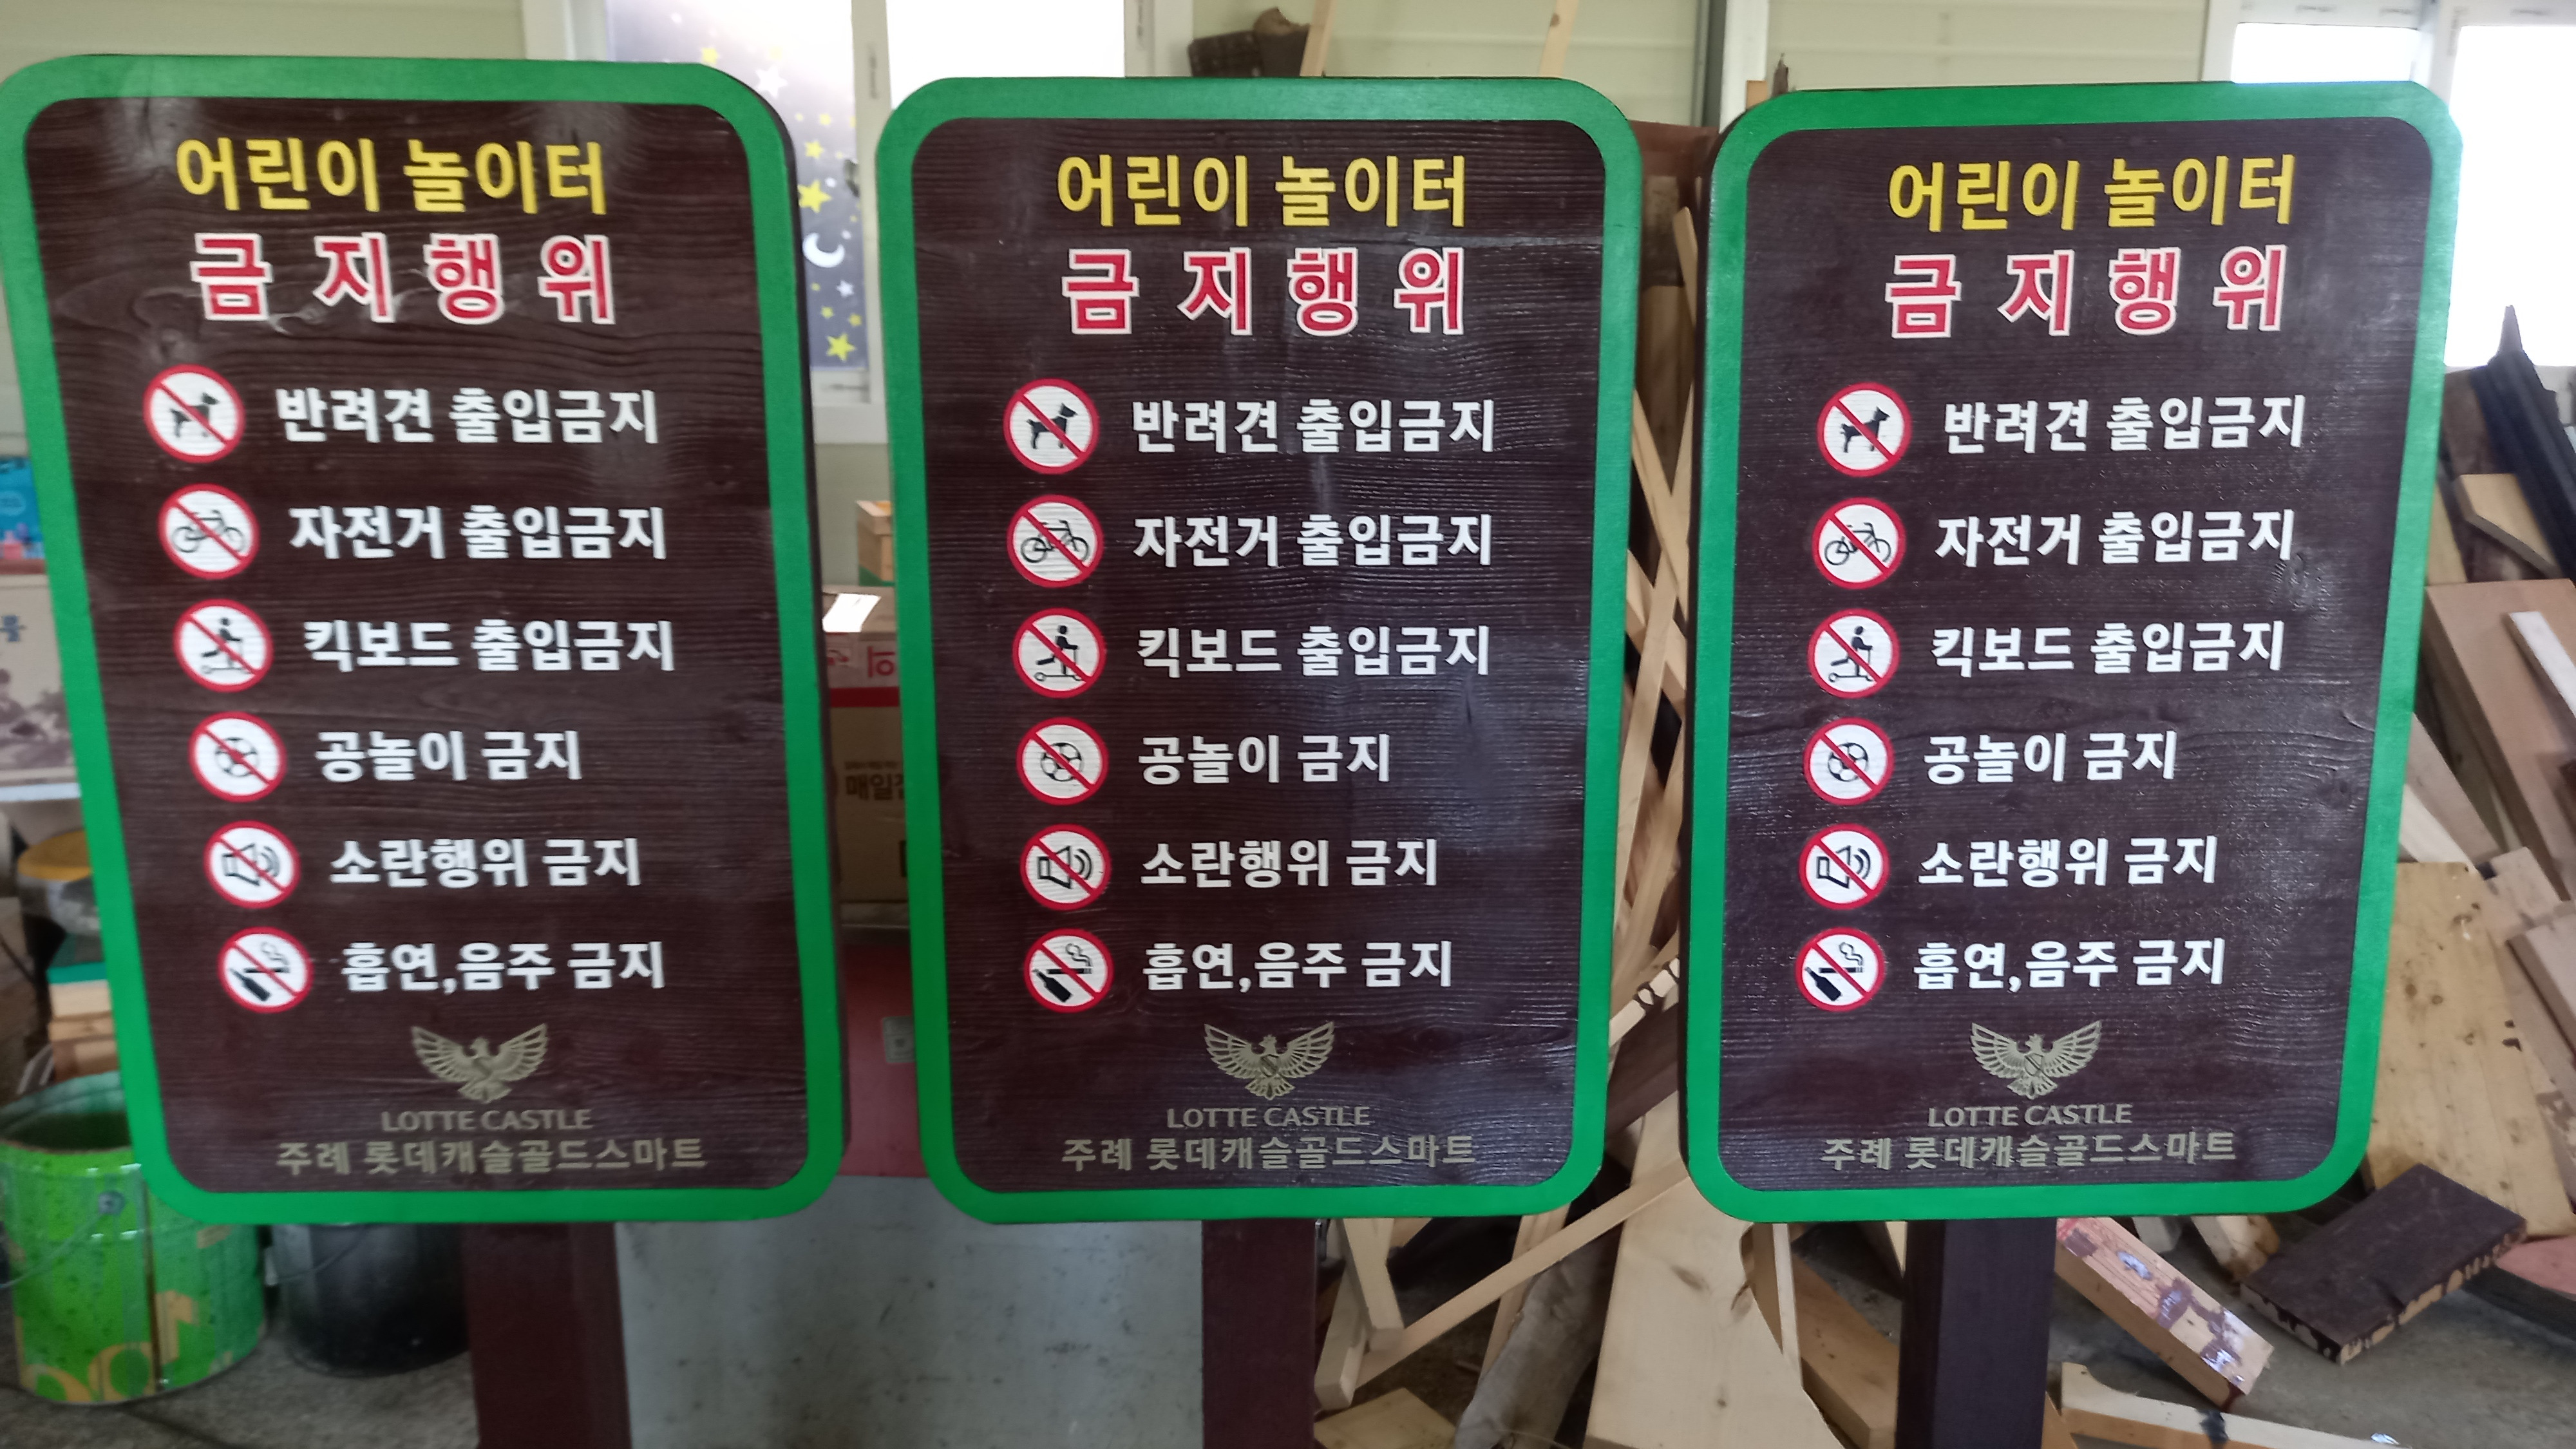 어린이 놀이터
금지행위
반려견 출입금지
자전거 출입금지
킥보드 출입금지
공놀이 금지
소란행위 금지
흡연,음주 금지
LOTTE CASTLE
주례 롯데캐슬골드스마트
어린이 놀이터
금지행위
반려견 출입금지
자전거 출입금지
킥보드 출입금지
공놀이 금지
소란행위 금지
흡연,음주 금지
LOTTE CASTLE
주례 롯데캐슬골드스마트
어린이 놀이터
금지행위
반려견 출입금지
자전거 출입금지
킥보드 출입금지
공놀이 금지
소란행위 금지
흡연,음주 금지
LOTTE CASTLE
주례 롯데캐슬골드스마트
매일